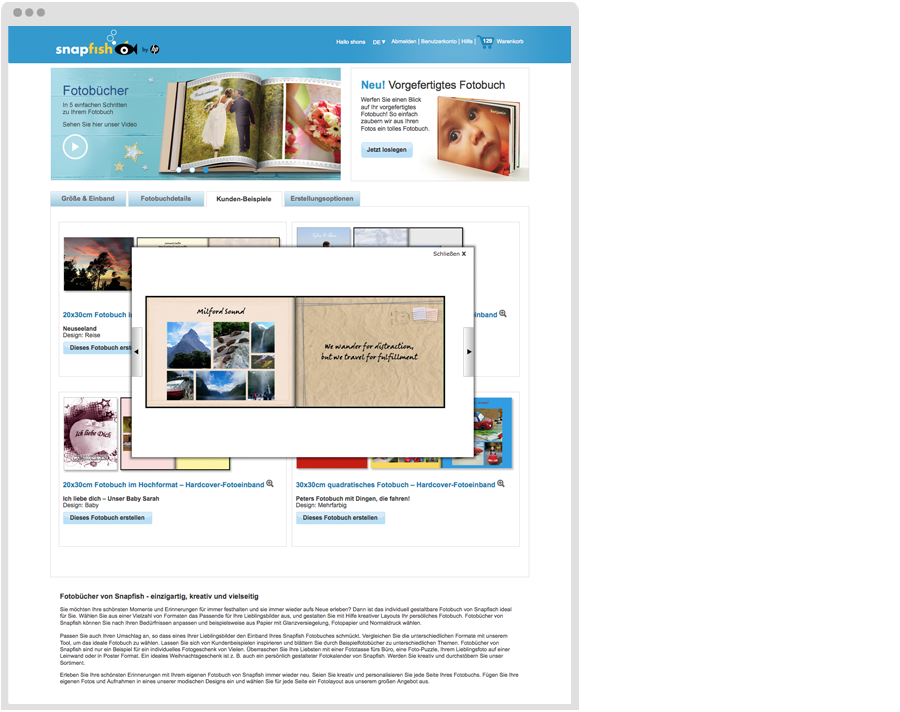 snapfish by hp
Hallo shons DE Abmelden | Benutzerkonto | Hilfe | 129 Warenkorb
Fotobücher
In 5 einfachen Schritten
zu Ihrem Fotobuch
Sehen Sie hier unser Video
Neu! Vorgefertigtes Fotobuch
Werfen Sie einen Blick
auf Ihr vorgefertigtes
Fotobuch! So einfach
zaubern wir aus Ihren
Fotos ein tolles Fotobuch.
Jetzt loslegen
Größe & Einband
Fotobuchdetails
Kunden-Beispiele
Erstellungsoptionen
Schließen X
Milford Sound
We wander for distraction,
but we travel for fulfillment
20x30cm Fotobuch i
Neuseeland
Design: Reise
Dieses Fotobuch erst
inband
Ich liebe Dich
20x30cm Fotobuch im Hochformat – Hardcover-Fotoeinband
Ich liebe dich – Unser Baby Sarah
Design: Baby
Dieses Fotobuch erstellen
30x30cm quadratisches Fotobuch – Hardcover-Fotoeinband
Peters Fotobuch mit Dingen, die fahren!
Design: Mehrfarbig
Dieses Fotobuch erstellen
Fotobücher von Snapfish - einzigartig, kreativ und vielseitig
Sie möchten Ihre schönsten Momente und Erinnerungen für immer festhalten und sie immer wieder aufs Neue erleben? Dann ist das individuell gestaltbare Fotobuch von Snapfisch ideal
für Sie. Wählen Sie aus einer Vielzahl von Formaten das Passende für Ihre Lieblingsbilder aus, und gestalten Sie mit Hilfe kreativer Layouts Ihr persönliches Fotobuch. Fotobücher von
Snapfish können Sie nach Ihren Bedürfnissen anpassen und beispielsweise aus Papier mit Glanzversiegelung, Fotopapier und Normaldruck wählen.
Passen Sie auch Ihren Umschlag an, so dass eines Ihrer Lieblingsbilder den Einband Ihres Snapfish Fotobuches schmückt. Vergleichen Sie die unterschiedlichen Formate mit unserem
Tool, um das ideale Fotobuch zu wählen. Lassen Sie sich von Kundenbeispielen inspirieren und blättern Sie durch Beispielfotobücher zu unterschiedlichen Themen. Fotobücher von
Snapfish sind nur ein Beispiel für ein individuelles Fotogeschenk von Vielen. Überraschen Sie Ihre Liebsten mit einer Fototasse fürs Büro, eine Foto-Puzzle, Ihrem Lieblingsfoto auf einer
Leinwand oder in Poster Format. Ein ideales Weihnachtsgeschenk ist z. B. auch ein persönlich gestalteter Fotokalender von Snapfish. Werden Sie kreativ und durchstöbern Sie unser
Sortiment.
Erleben Sie Ihre schönsten Erinnerungen mit Ihrem eigenen Fotobuch von Snapfish immer wieder neu. Seien Sie kreativ und personalisieren Sie jede Seite Ihres Fotobuchs. Fügen Sie Ihre
eigenen Fotos und Aufnahmen in eines unserer modischen Designs ein und wählen Sie für jede Seite ein Fotolayout aus unserem großen Angebot aus.